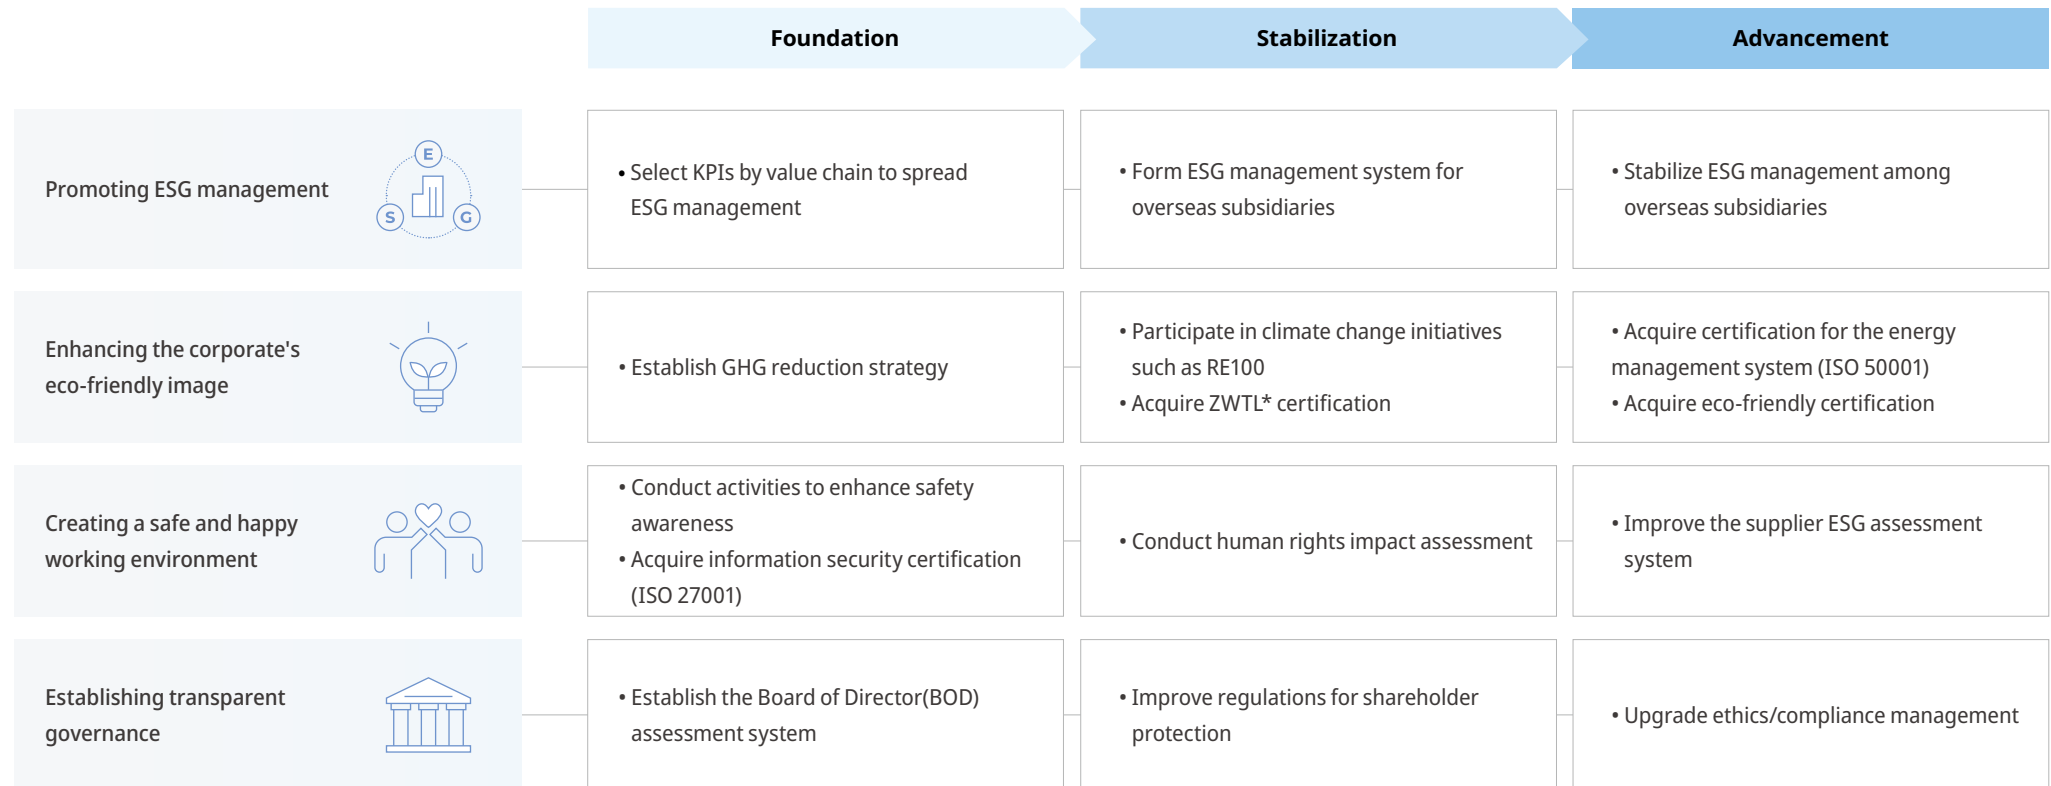 Foundation
Stabilization
Advancement
Promoting ESG management
E
S
G
• Select KPIs by value chain to spread
ESG management
• Form ESG management system for
overseas subsidiaries
• Stabilize ESG management among
overseas subsidiaries
Enhancing the corporate's
eco-friendly image
• Establish GHG reduction strategy
• Participate in climate change initiatives
such as RE100
• Acquire ZWTL* certification
• Acquire certification for the energy
management system (ISO 50001)
• Acquire eco-friendly certification
Creating a safe and happy
working environment
• Conduct activities to enhance safety
awareness
• Acquire information security certification
(ISO 27001)
• Conduct human rights impact assessment
• Improve the supplier ESG assessment
system
Establishing transparent
governance
• Establish the Board of Director(BOD)
assessment system
• Improve regulations for shareholder
protection
• Upgrade ethics/compliance management